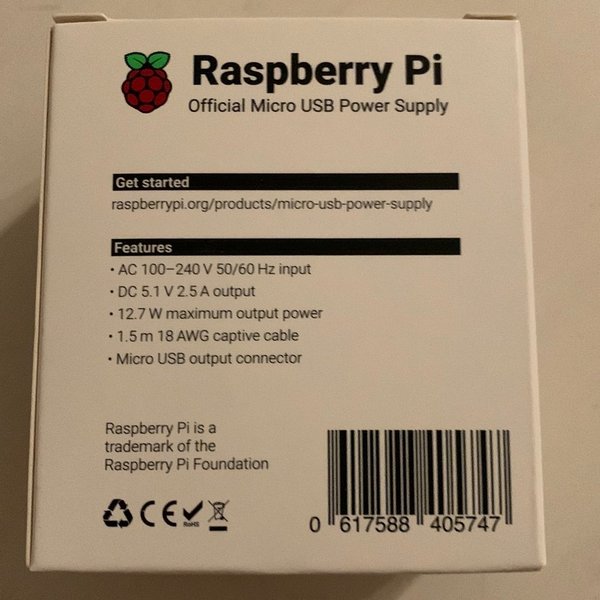 Raspberry Pi
Official Micro USB Power Supply
Get started
raspberrypi.org/products/micro-usb-power-supply
Features
• AC 100–240 V 50/60 Hz input
• DC 5.1 V 2.5 A output
• 12.7 W maximum output power
• 1.5 m 18 AWG captive cable
• Micro USB output connector
Raspberry Pi is a
trademark of the
Raspberry Pi Foundation
CE RoHS
0 617588 405747